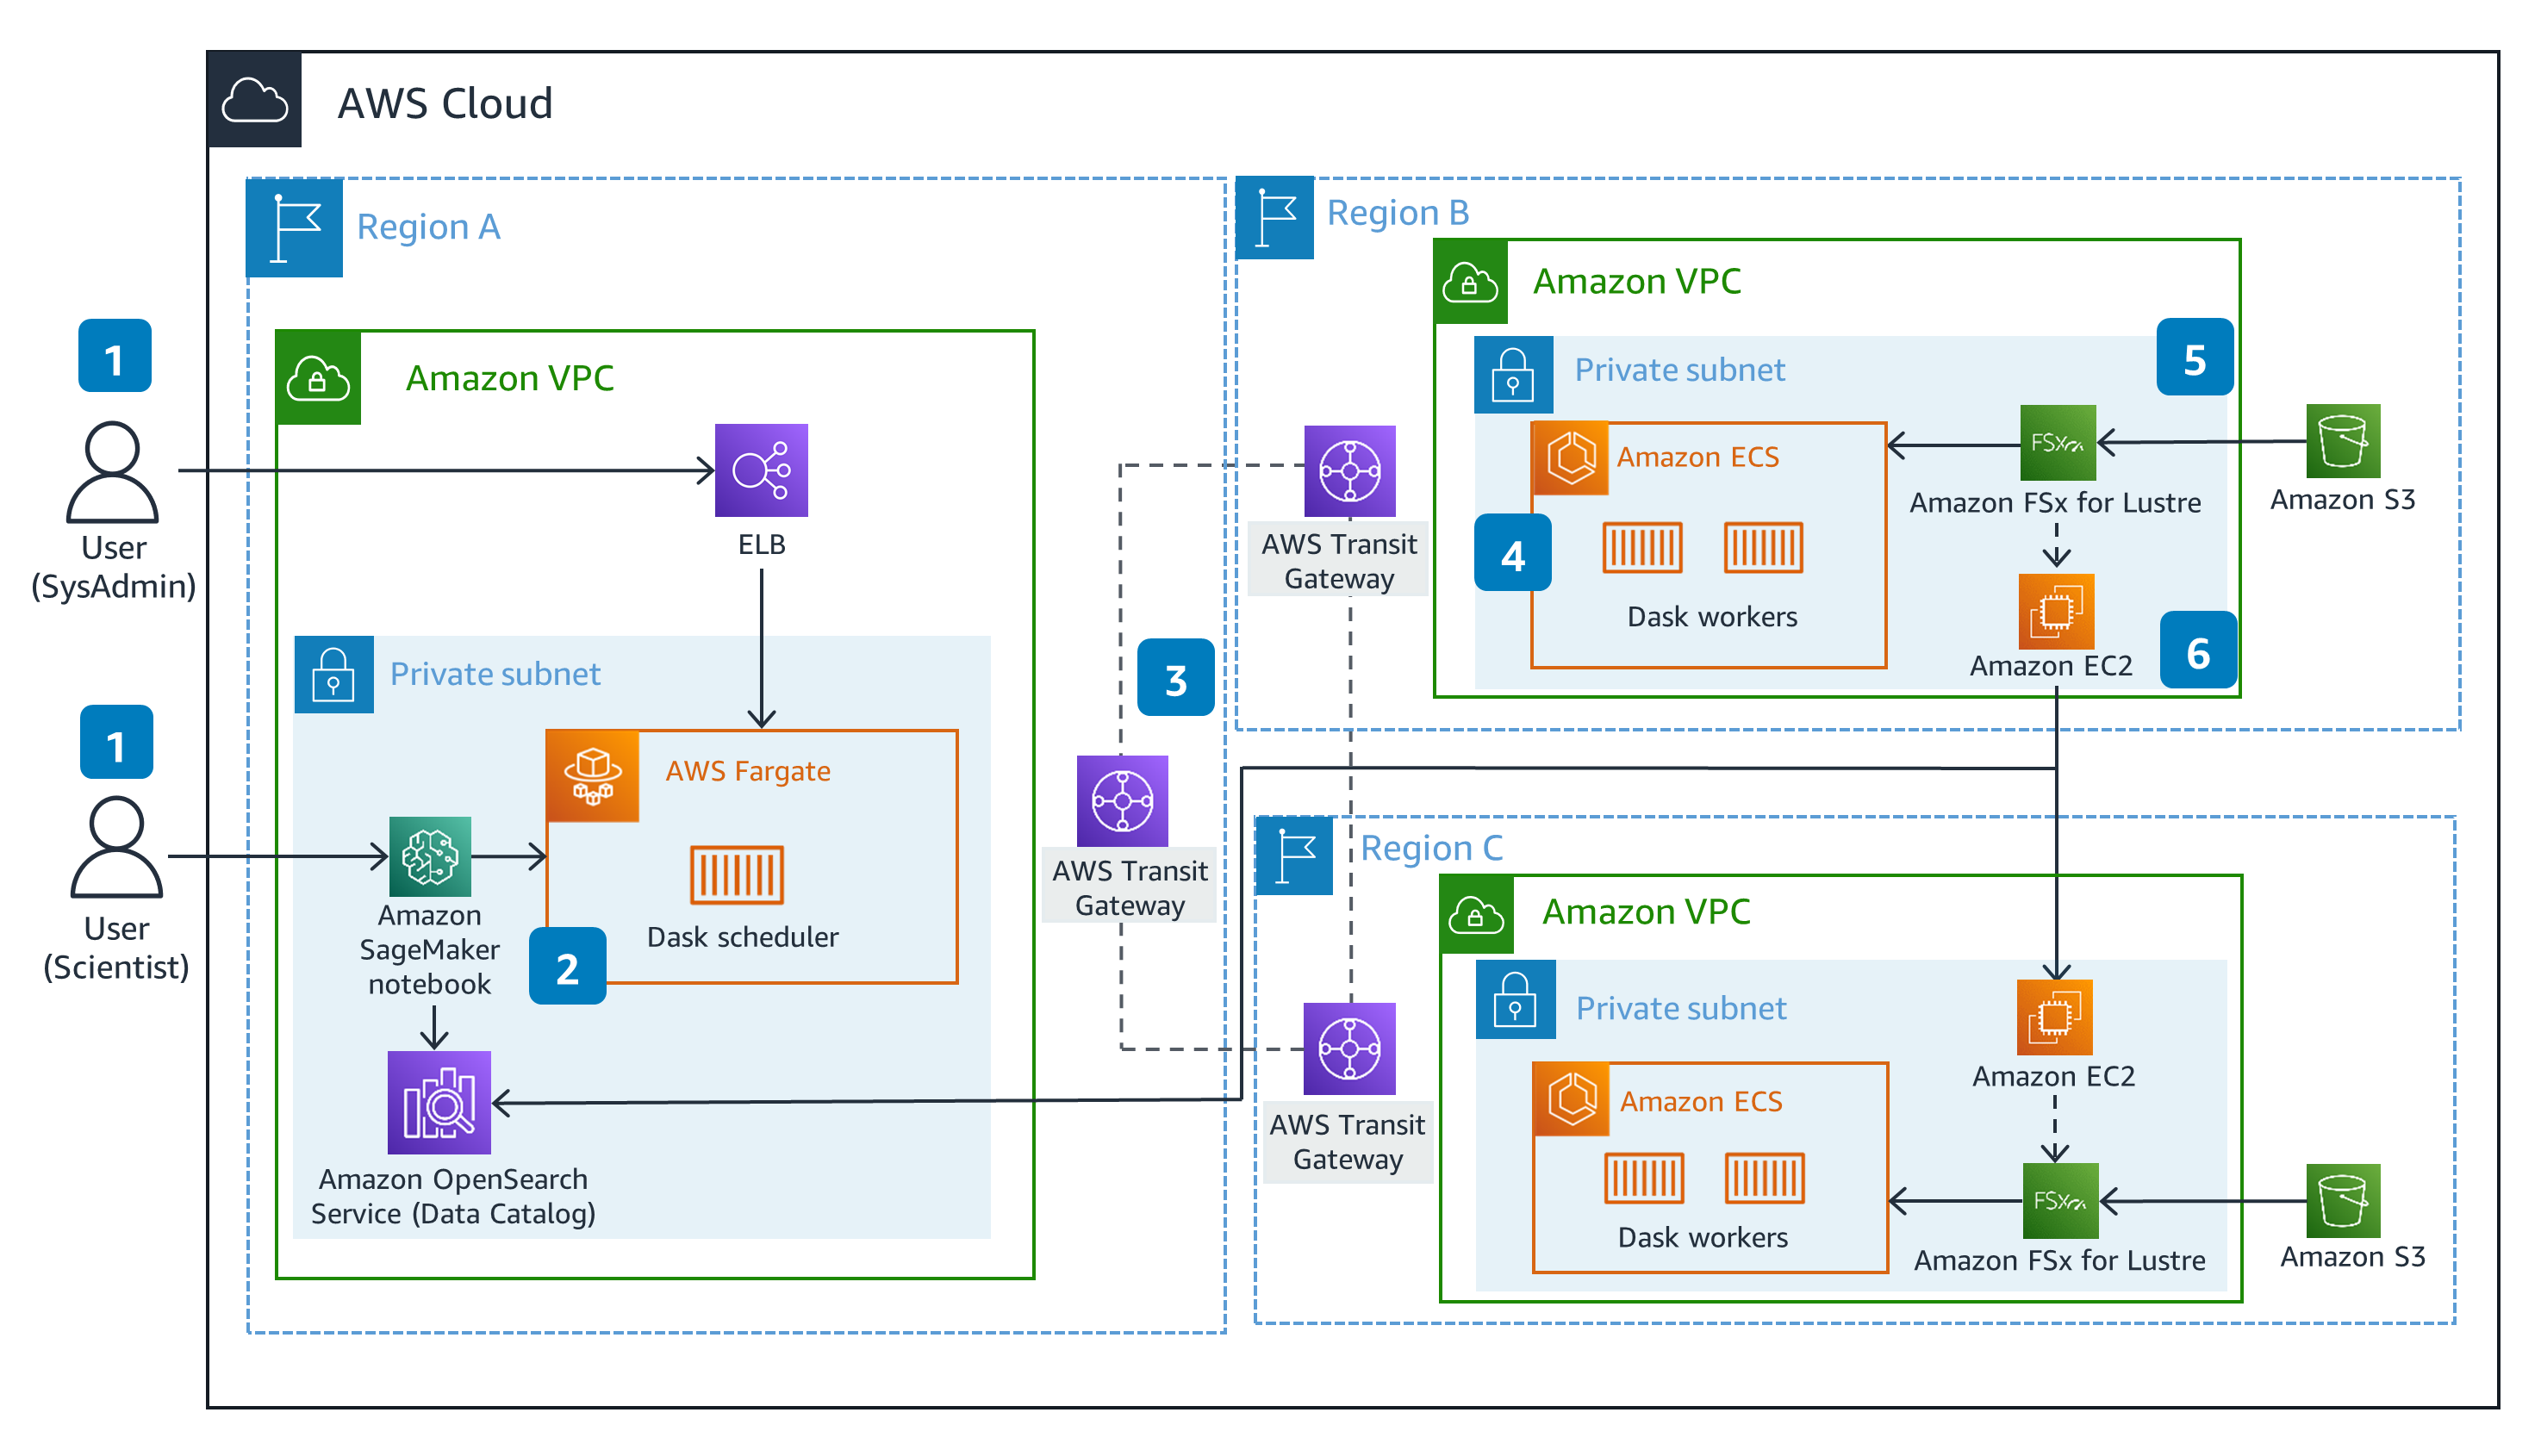 AWS Cloud
Region A
Amazon VPC
1
User
(SysAdmin)
ELB
Private subnet
1
User
(Scientist)
AWS Fargate
Dask scheduler
2
Amazon
SageMaker
notebook
Amazon OpenSearch
Service (Data Catalog)
3
AWS Transit
Gateway
Region B
AWS Transit
Gateway
Amazon VPC
Private subnet
5
Amazon ECS
4
Dask workers
FSx
Amazon FSx for Lustre
Amazon S3
Amazon EC2
6
Region C
AWS Transit
Gateway
Amazon VPC
Private subnet
Amazon EC2
Amazon ECS
Dask workers
FSx
Amazon FSx for Lustre
Amazon S3